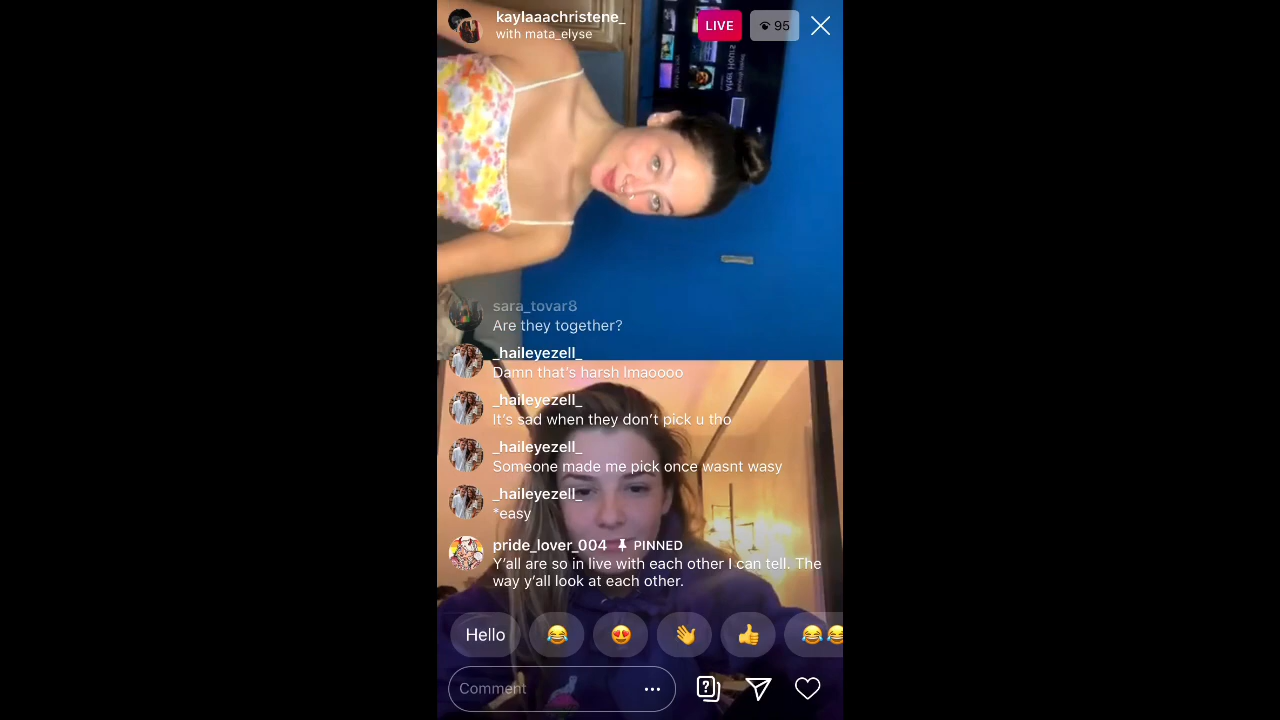 kaylaaachristene_
with mata_elyse
LIVE
95
sara_tovar8
Are they together?
_haileyezell_
Damn that's harsh lmaoooo
_haileyezell_
It's sad when they don't pick u tho
_haileyezell_
Someone made me pick once wasnt wasy
_haileyezell_
*easy
pride_lover_004 PINNED
Y'all are so in live with each other I can tell. The
way y'all look at each other.
Hello
Comment